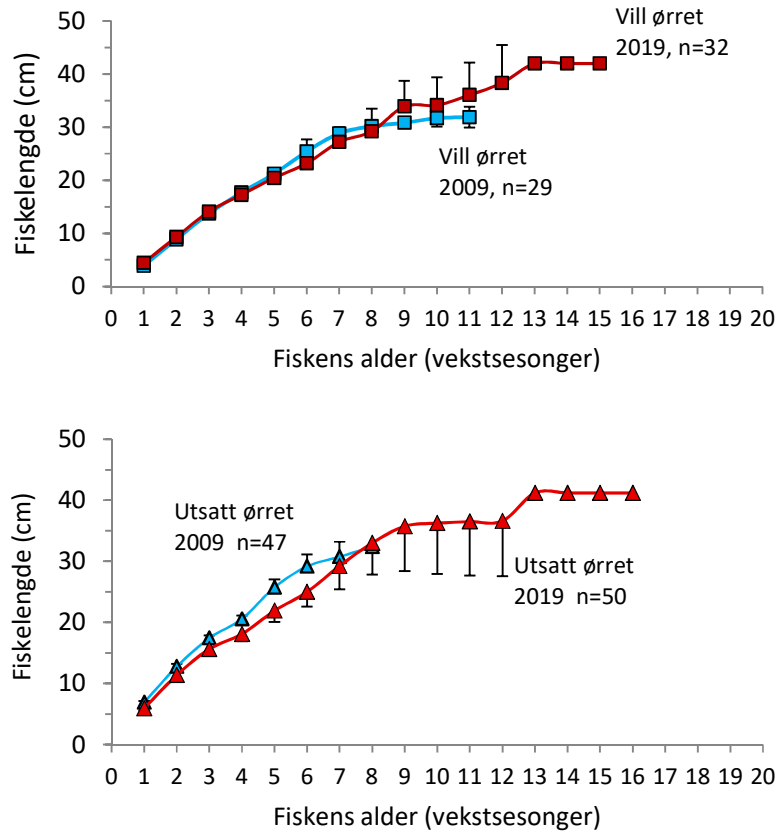 50
40
30
20
10
0
Fiskelengde (cm)
Vill ørret
2019, n=32
Vill ørret
2009, n=29
0 1 2 3 4 5 6 7 8 9 10 11 12 13 14 15 16 17 18 19 20
Fiskens alder (vekstsesonger)
50
40
30
20
10
0
Fiskelengde (cm)
Utsatt ørret
2009 n=47
Utsatt ørret
2019 n=50
0 1 2 3 4 5 6 7 8 9 10 11 12 13 14 15 16 17 18 19 20
Fiskens alder (vekstsesonger)